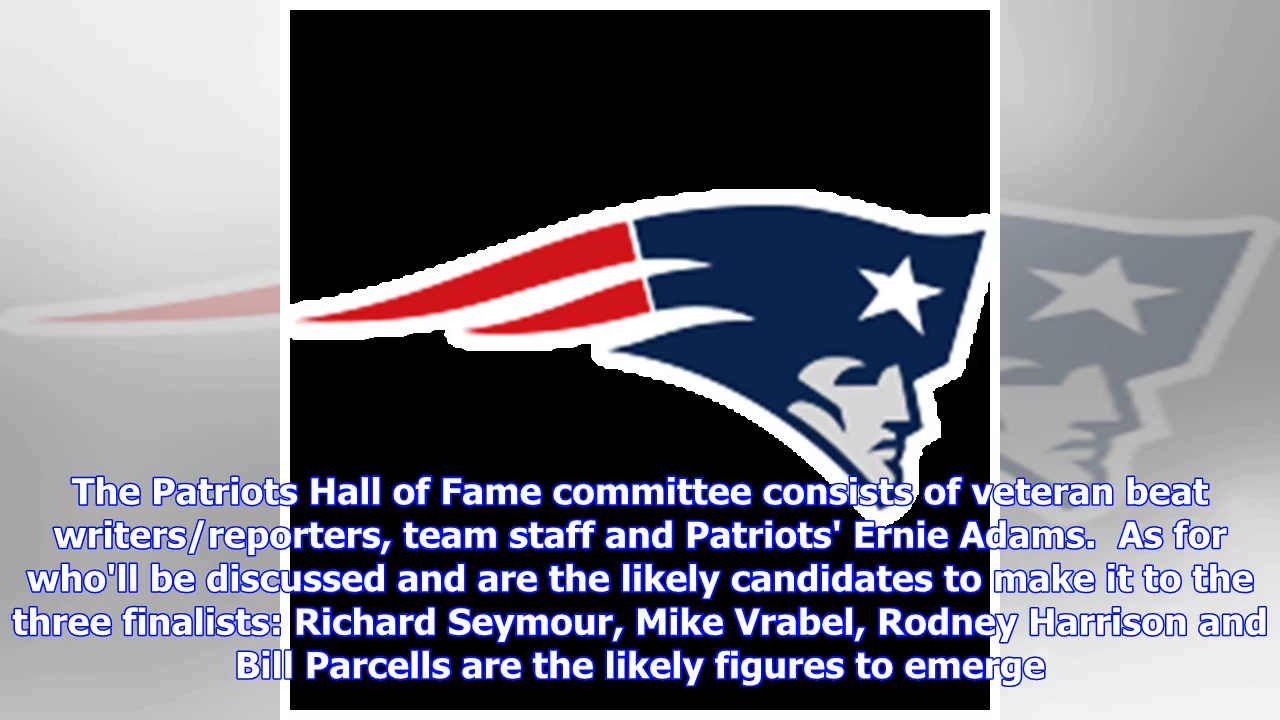 The Patriots Hall of Fame committee consists of veteran beat
writers/reporters, team staff and Patriots' Ernie Adams.  As for
who'll be discussed and are the likely candidates to make it to the
three finalists: Richard Seymour, Mike Vrabel, Rodney Harrison and
Bill Parcells are the likely figures to emerge